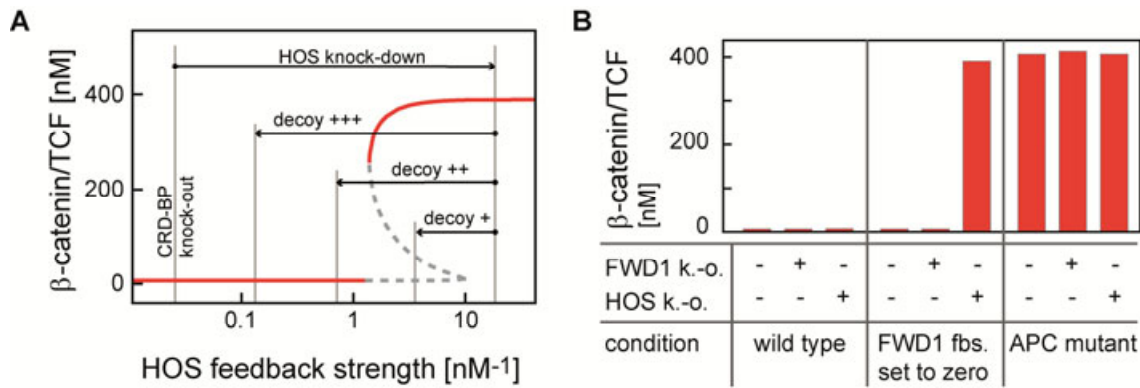 A
β-catenin/TCF [nM]
400
200
0
HOS knock-down
decoy +++
decoy ++
decoy +
CRD-BP
knock-out
0.1 1 10
HOS feedback strength [nM-1]
B
β-catenin/TCF
[nM]
400
200
0
FWD1 k.-o. - + - - + - - + -
HOS k.-o. - - + - - + - - +
condition wild type FWD1 fbs. APC mutant
set to zero